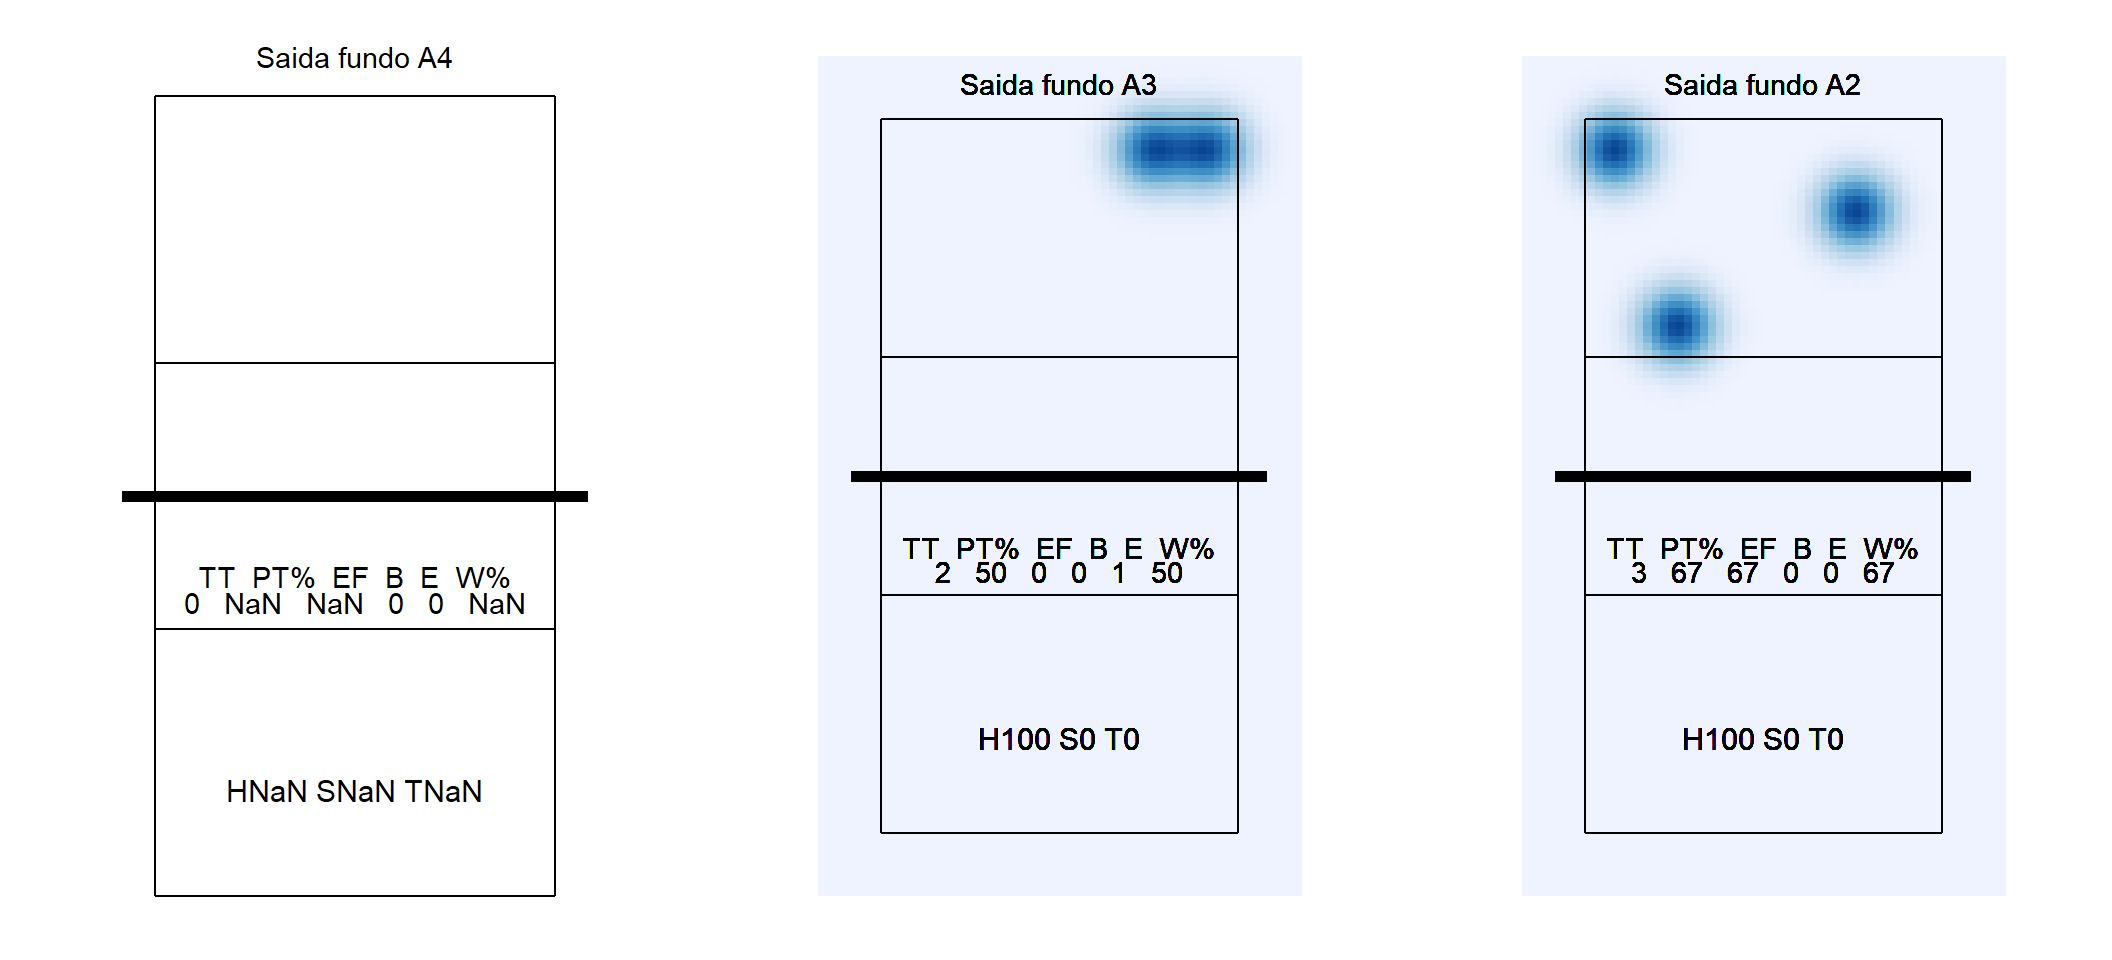 Saida fundo A4
TT PT% EF B E W%
0 NaN NaN 0 0 NaN
HNaN SNaN TNaN
Saida fundo A3
TT PT% EF B E W%
2 50 0 0 1 50
H100 S0 T0
Saida fundo A2
TT PT% EF B E W%
3 67 67 0 0 67
H100 S0 T0